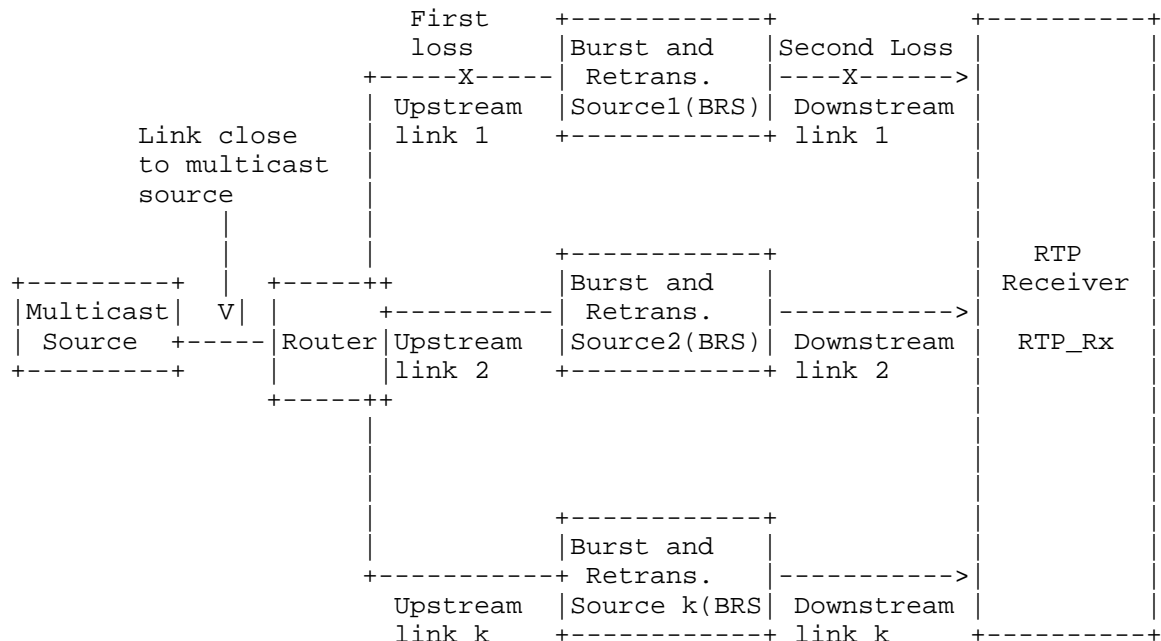 First
loss
Burst and
Second Loss
X
Retrans.
X
Upstream
Source1(BRS)
Downstream
Link close
link 1
link 1
to multicast
source
RTP
Burst and
Receiver
Multicast
V
Retrans.
Source
Router
Upstream
Source2(BRS)
Downstream
RTP_Rx
link 2
link 2
Burst and
Retrans.
Upstream
Source k(BRS
Downstream
link k
link k